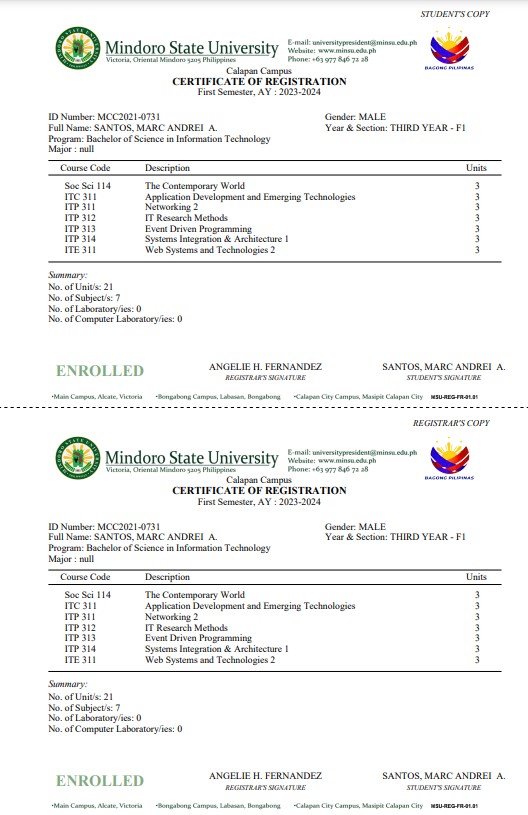 STUDENT'S COPY
Mindoro State University
Victoria, Oriental Mindoro 5205 Philippines
E-mail: universitypresident@minsu.edu.ph
Website: www.minsu.edu.ph
Phone: +63 977 846 72 28
BAGONG PILIPINAS
Calapan Campus
CERTIFICATE OF REGISTRATION
First Semester, AY : 2023-2024
ID Number: MCC2021-0731 Gender: MALE
Full Name: SANTOS, MARC ANDREI A. Year & Section: THIRD YEAR - F1
Program: Bachelor of Science in Information Technology
Major : null
Course Code Description Units
Soc Sci 114 The Contemporary World 3
ITC 311 Application Development and Emerging Technologies 3
ITP 311 Networking 2 3
ITP 312 IT Research Methods 3
ITP 313 Event Driven Programming 3
ITP 314 Systems Integration & Architecture 1 3
ITE 311 Web Systems and Technologies 2 3
Summary:
No. of Unit/s: 21
No. of Subject/s: 7
No. of Laboratory/ies: 0
No. of Computer Laboratory/ies: 0
ENROLLED ANGELIE H. FERNANDEZ SANTOS, MARC ANDREI A.
REGISTRAR'S SIGNATURE STUDENT'S SIGNATURE
•Main Campus, Alcate, Victoria •Bongabong Campus, Labasan, Bongabong •Calapan City Campus, Masipit Calapan City MSU-REG-FR-01.01
REGISTRAR'S COPY
Mindoro State University
Victoria, Oriental Mindoro 5205 Philippines
E-mail: universitypresident@minsu.edu.ph
Website: www.minsu.edu.ph
Phone: +63 977 846 72 28
BAGONG PILIPINAS
Calapan Campus
CERTIFICATE OF REGISTRATION
First Semester, AY : 2023-2024
ID Number: MCC2021-0731 Gender: MALE
Full Name: SANTOS, MARC ANDREI A. Year & Section: THIRD YEAR - F1
Program: Bachelor of Science in Information Technology
Major : null
Course Code Description Units
Soc Sci 114 The Contemporary World 3
ITC 311 Application Development and Emerging Technologies 3
ITP 311 Networking 2 3
ITP 312 IT Research Methods 3
ITP 313 Event Driven Programming 3
ITP 314 Systems Integration & Architecture 1 3
ITE 311 Web Systems and Technologies 2 3
Summary:
No. of Unit/s: 21
No. of Subject/s: 7
No. of Laboratory/ies: 0
No. of Computer Laboratory/ies: 0
ENROLLED ANGELIE H. FERNANDEZ SANTOS, MARC ANDREI A.
REGISTRAR'S SIGNATURE STUDENT'S SIGNATURE
•Main Campus, Alcate, Victoria •Bongabong Campus, Labasan, Bongabong •Calapan City Campus, Masipit Calapan City MSU-REG-FR-01.01